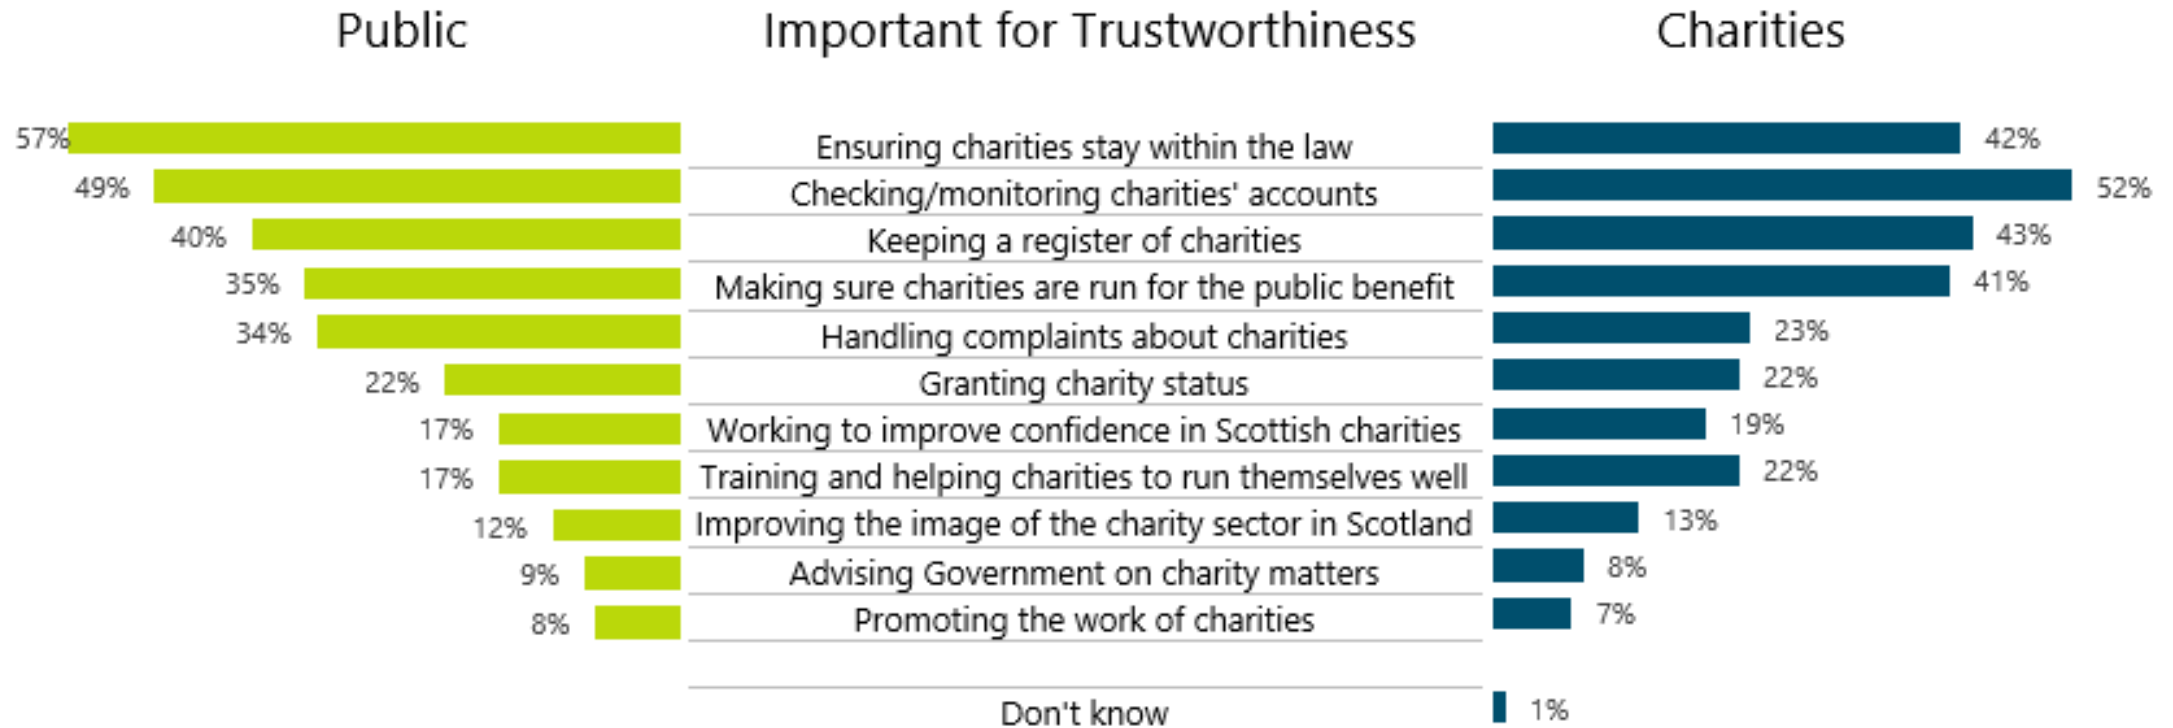 Public Important for Trustworthiness Charities
57% Ensuring charities stay within the law 42%
49% Checking/monitoring charities' accounts 52%
40% Keeping a register of charities 43%
35% Making sure charities are run for the public benefit 41%
34% Handling complaints about charities 23%
22% Granting charity status 22%
17% Working to improve confidence in Scottish charities 19%
17% Training and helping charities to run themselves well 22%
12% Improving the image of the charity sector in Scotland 13%
9% Advising Government on charity matters 8%
8% Promoting the work of charities 7%
Don't know 1%